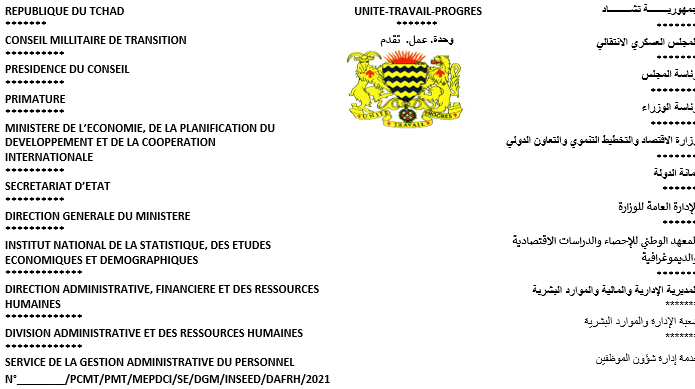 REPUBLIQUE DU TCHAD
*******
CONSEIL MILLITAIRE DE TRANSITION
**********
PRESIDENCE DU CONSEIL
**********
PRIMATURE
**********
MINISTERE DE L’ECONOMIE, DE LA PLANIFICATION DU
DEVELOPPEMENT ET DE LA COOPERATION
INTERNATIONALE
**********
SECRETARIAT D’ETAT
**********
DIRECTION GENERALE DU MINISTERE
**********
INSTITUT NATIONAL DE LA STATISTIQUE, DES ETUDES
ECONOMIQUES ET DEMOGRAPHIQUES
*************
DIRECTION ADMINISTRATIVE, FINANCIERE ET DES RESSOURCES
HUMAINES
*************
DIVISION ADMINISTRATIVE ET DES RESSOURCES HUMAINES
*************
SERVICE DE LA GESTION ADMINISTRATIVE DU PERSONNEL
N°________/PCMT/PMT/MEPDCI/SE/DGM/INSEED/DAFRH/2021
UNITE-TRAVAIL-PROGRES
*******
وحدة. عمل. تقدم
UNITE TRAVAIL PROGRES
جمهوريـــة تشـــاد
*******
المجلس العسكري الانتقالي
*******
رئاسة المجلس
********
رئاسة الوزراء
********
وزارة الاقتصاد والتخطيط التنموي والتعاون الدولي
*******
أمانة الدولة
******
الإدارة العامة للوزارة
******
المعهد الوطني للإحصاء والدراسات الاقتصادية
والديموغرافية
*******
المديرية الإدارية والمالية والموارد البشرية
*******
شعبة الإدارة والموارد البشرية
*******
خدمة إدارة شؤون الموظفين